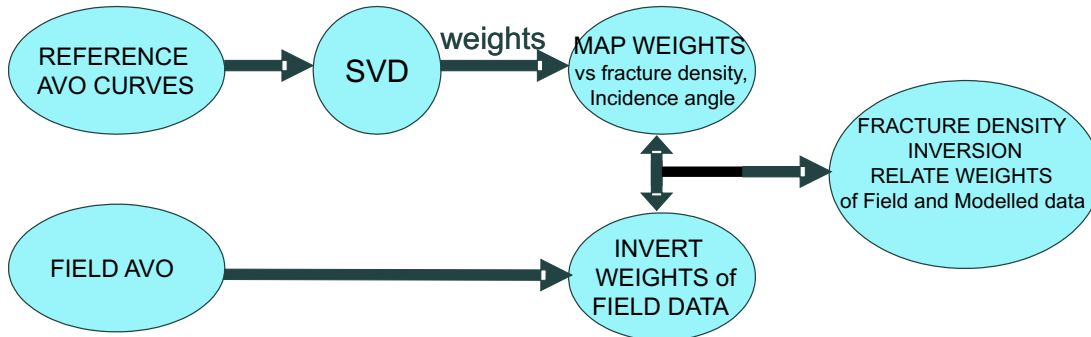 REFERENCE
AVO CURVES
SVD
weights
MAP WEIGHTS
vs fracture density,
Incidence angle
FRACTURE DENSITY
INVERSION
RELATE WEIGHTS
of Field and Modelled data
FIELD AVO
INVERT
WEIGHTS of
FIELD DATA